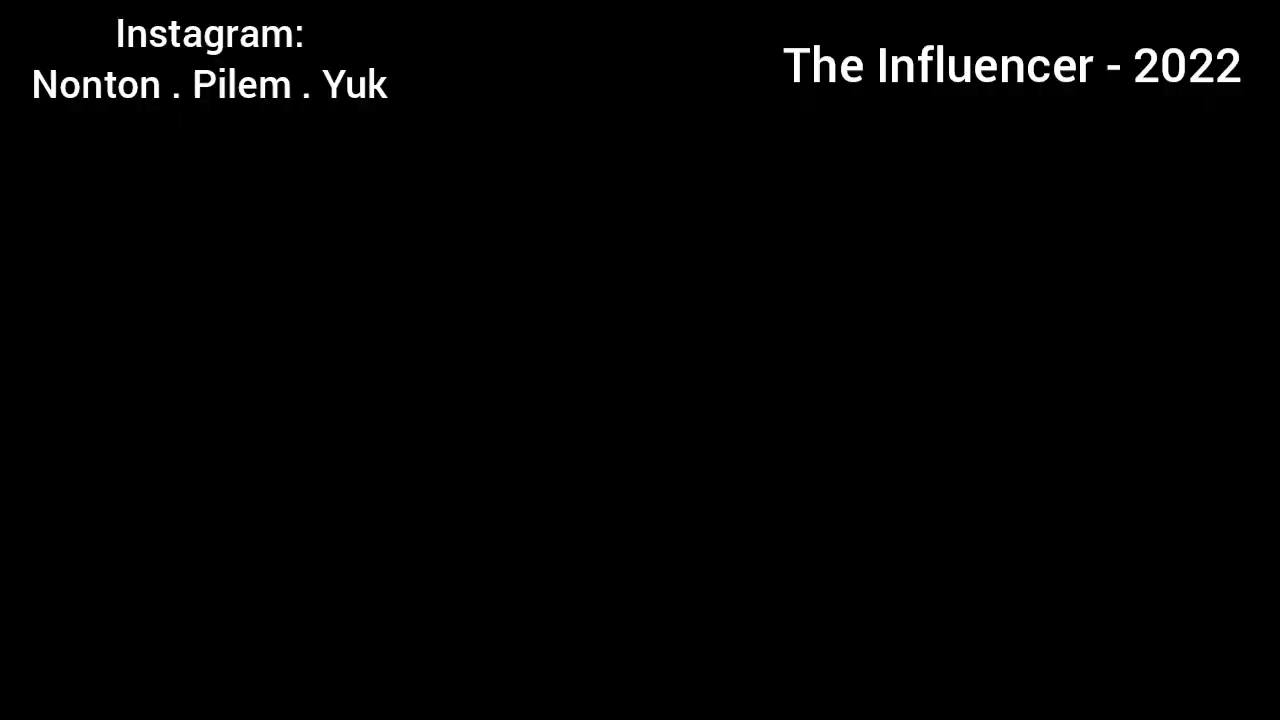 Instagram:
Nonton . Pilem . Yuk
The Influencer - 2022